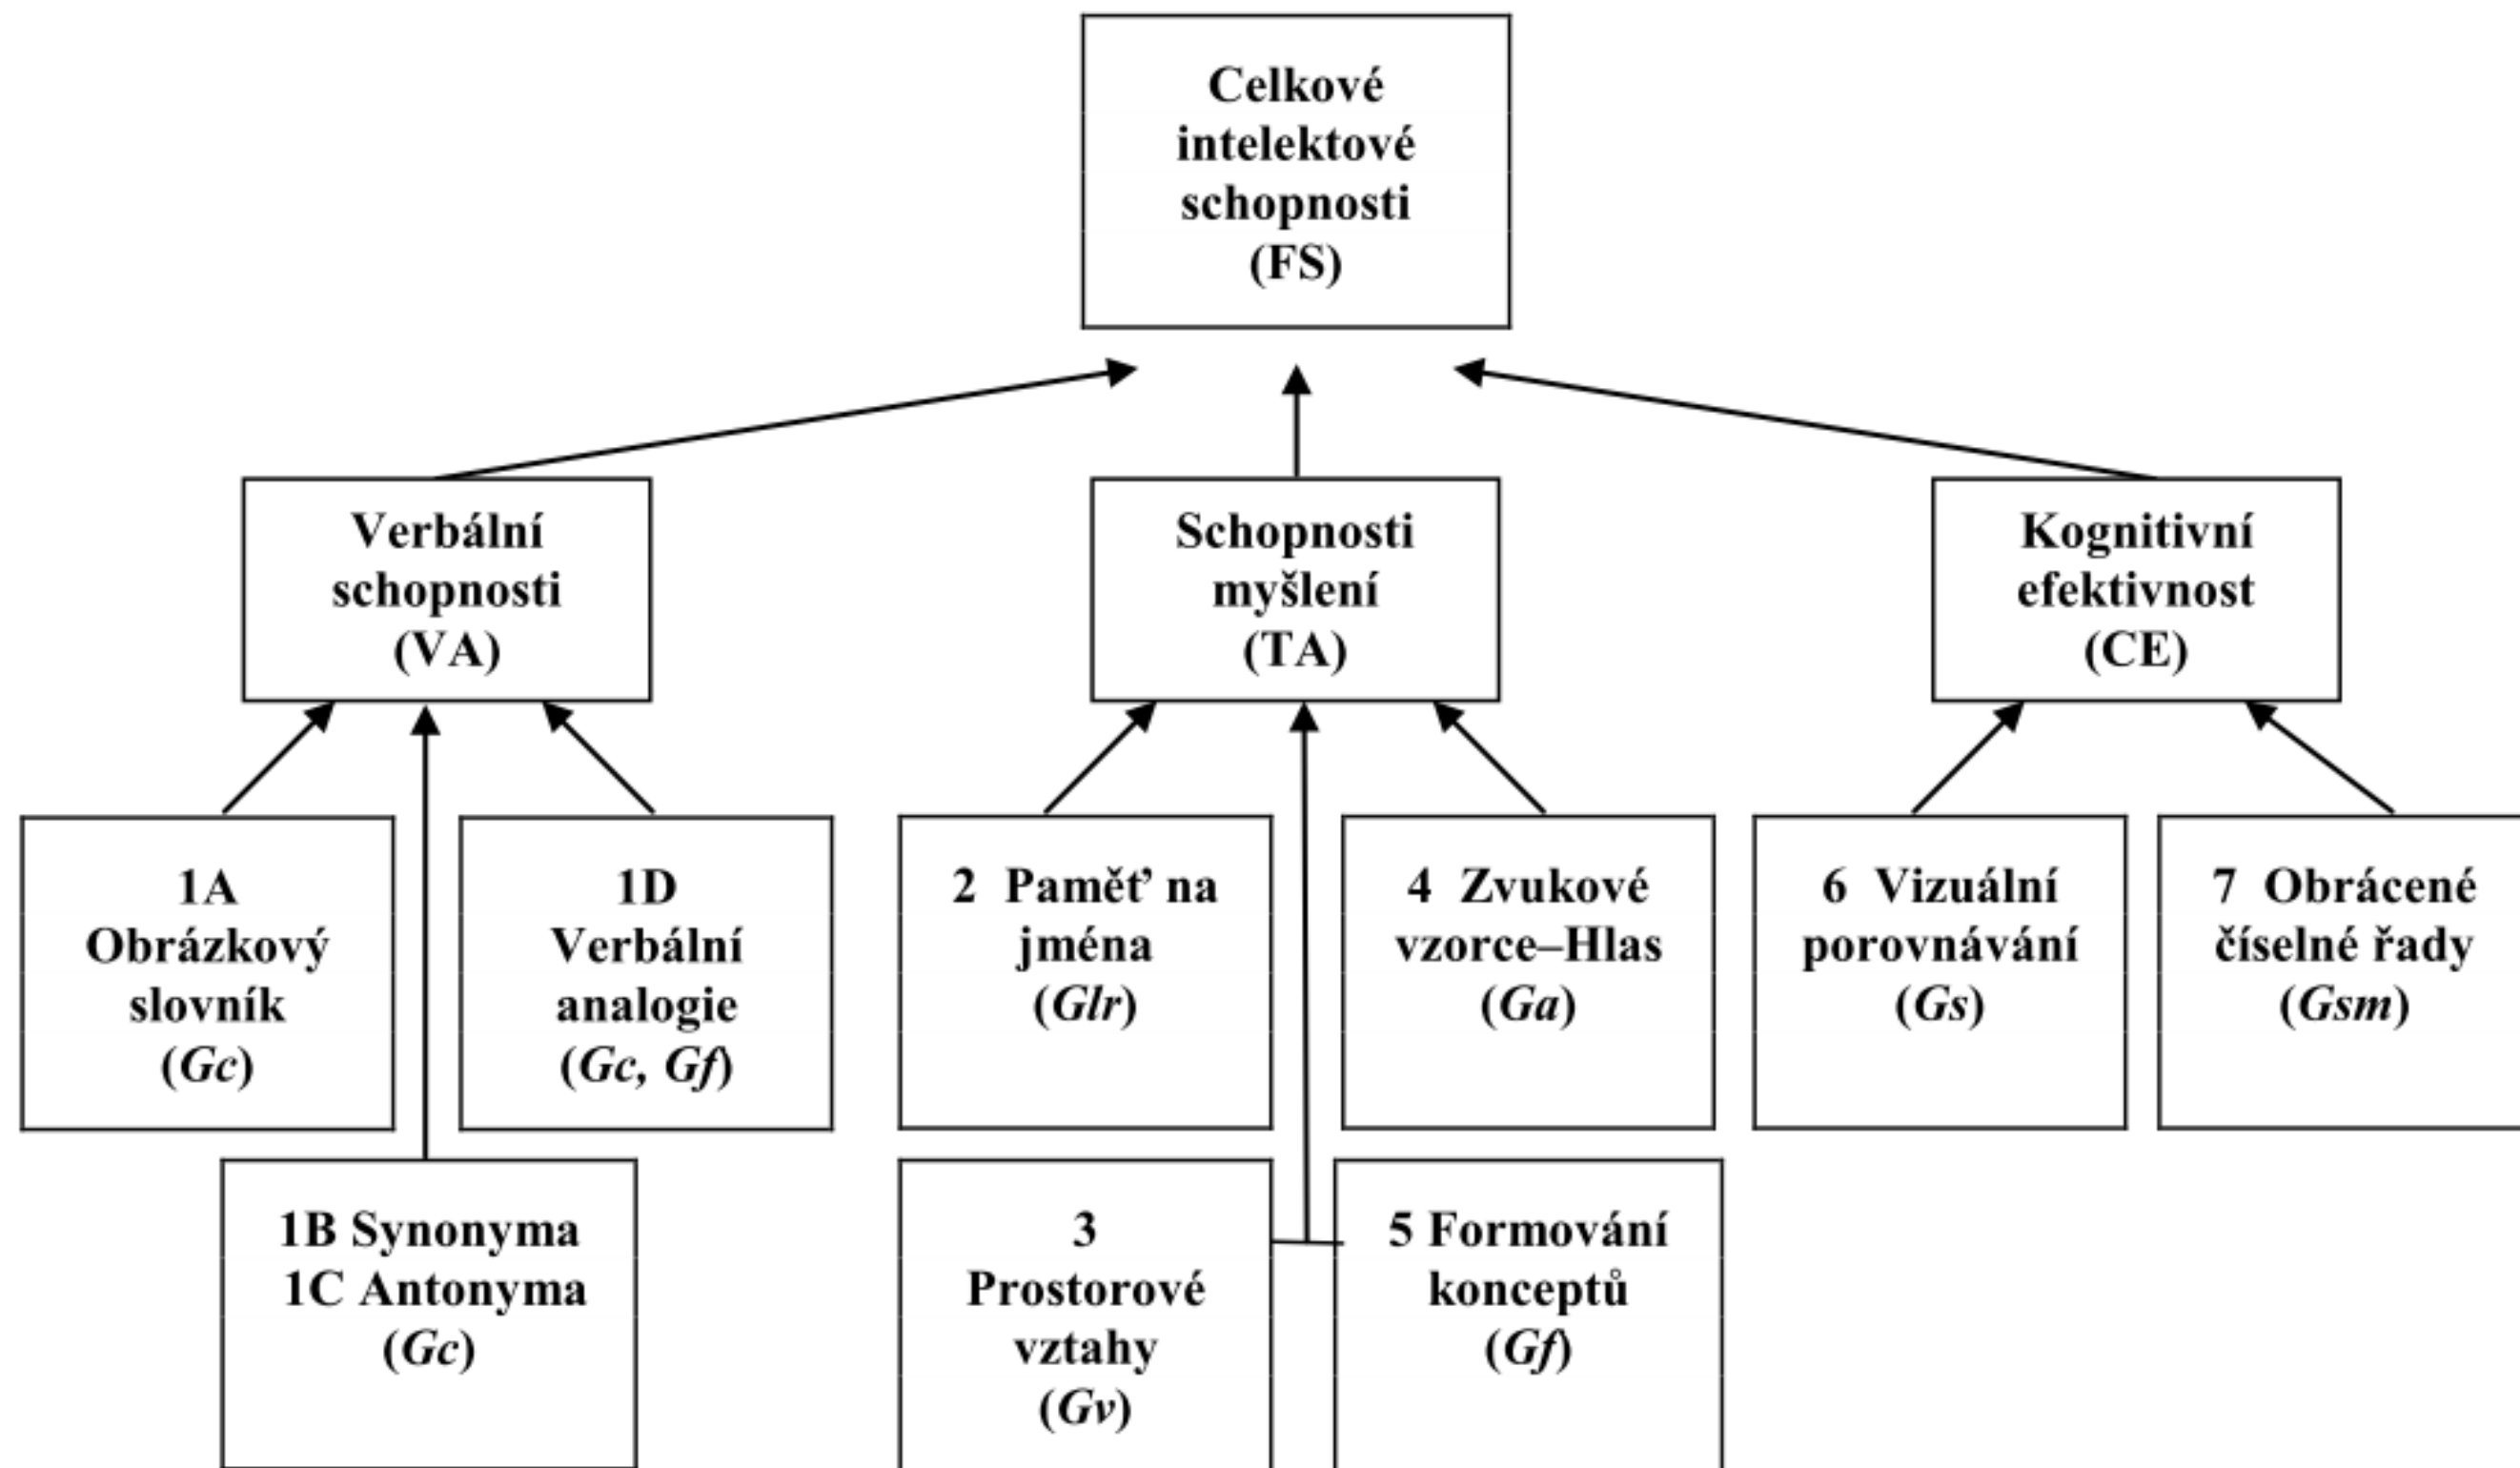 Celkové
intelektové
schopnosti
(FS)
Verbální
schopnosti
(VA)
Schopnosti
myšlení
(TA)
Kognitivní
efektivnost
(CE)
1A
Obrázkový
slovník
(Gc)
1D
Verbální
analogie
(Gc, Gf)
2 Paměť na
jména
(Glr)
4 Zvukové
vzorce–Hlas
(Ga)
6 Vizuální
porovnávání
(Gs)
7 Obrácené
číselné řady
(Gsm)
1B Synonyma
1C Antonyma
(Gc)
3
Prostorové
vztahy
(Gv)
5 Formování
konceptů
(Gf)